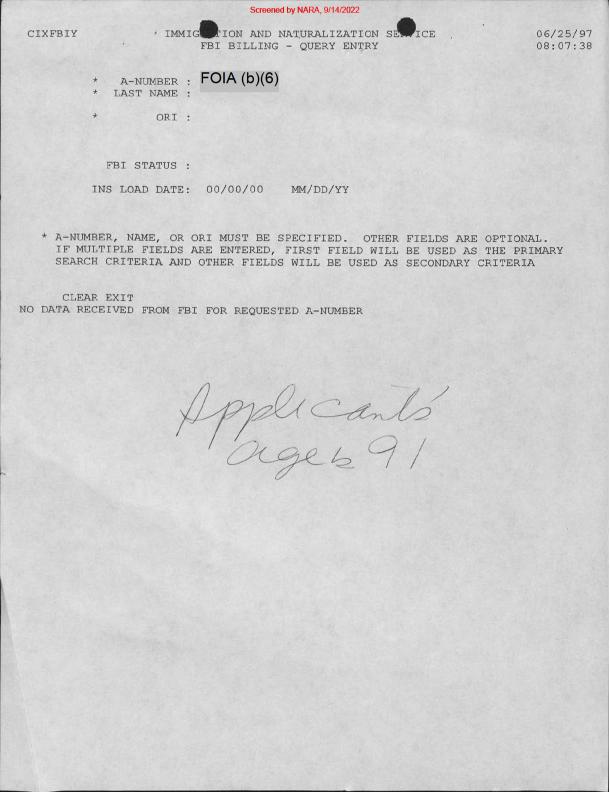 Screened by NARA, 9/14/2022
CIXFBIY IMMIG TION AND NATURALIZATION SE ICE 06/25/97
FBI BILLING - QUERY ENTRY 08:07:38
* A-NUMBER : FOIA (b)(6)
* LAST NAME :
* ORI :
FBI STATUS :
INS LOAD DATE: 00/00/00 MM/DD/YY
* A-NUMBER, NAME, OR ORI MUST BE SPECIFIED. OTHER FIELDS ARE OPTIONAL.
IF MULTIPLE FIELDS ARE ENTERED, FIRST FIELD WILL BE USED AS THE PRIMARY
SEARCH CRITERIA AND OTHER FIELDS WILL BE USED AS SECONDARY CRITERIA
CLEAR EXIT
NO DATA RECEIVED FROM FBI FOR REQUESTED A-NUMBER
Applicant's
age is 91